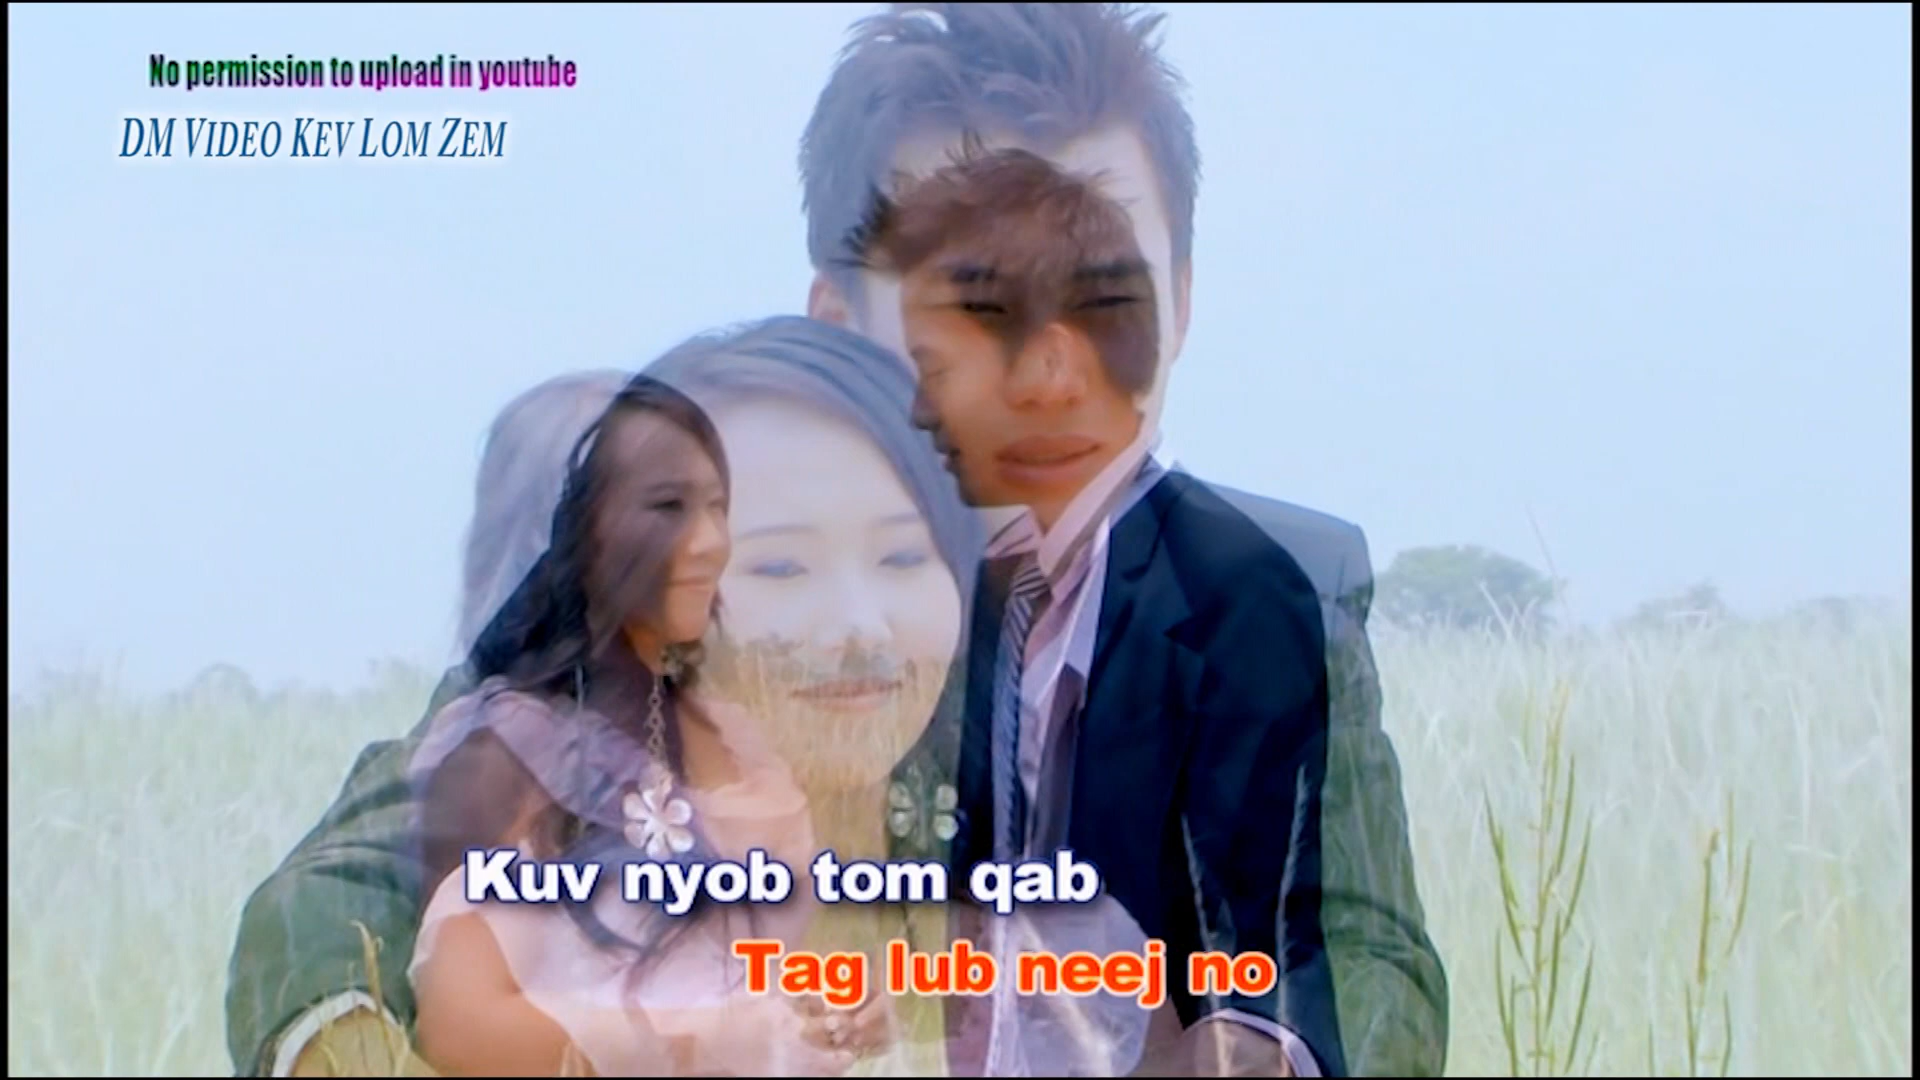 No permission to upload in youtube
DM VIDEO KEV LOM ZEM
Kuv nyob tom qab
Tag lub neej no